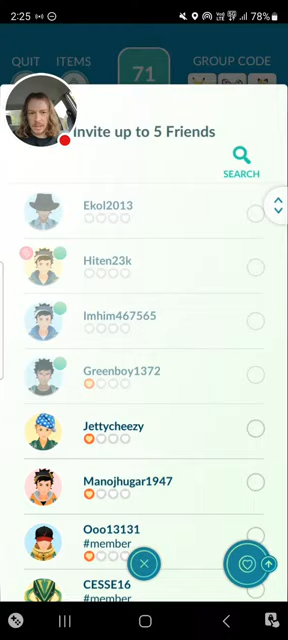 2:25
78%
QUIT
ITEMS
71
GROUP CODE
Invite up to 5 Friends
SEARCH
Ekol2013
Hiten23k
Imhim467565
Greenboy1372
Jettycheezy
Manojhugar1947
Ooo13131
#member
CESSE16
#member